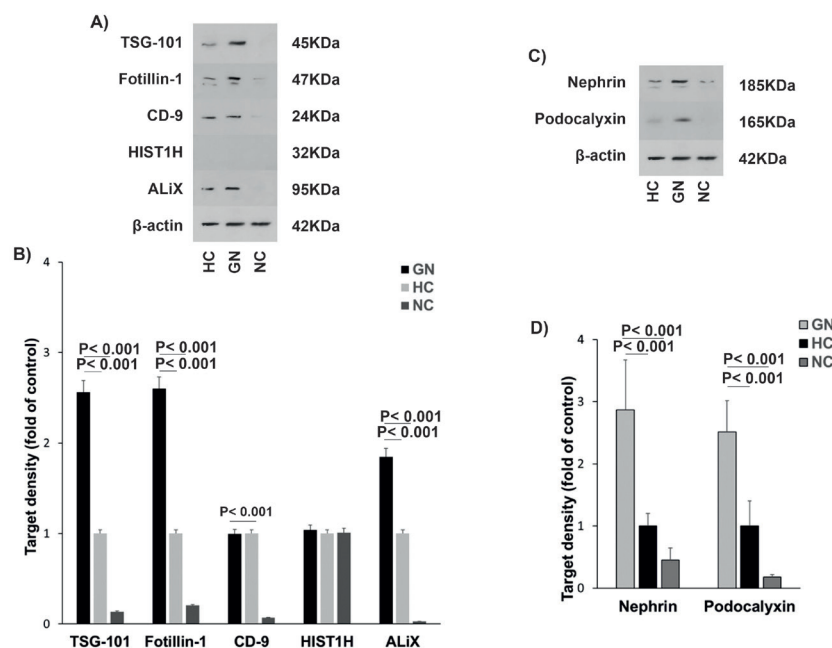 A)
TSG-101 45KDa
Fotillin-1 47KDa
CD-9 24KDa
HIST1H 32KDa
ALiX 95KDa
β-actin 42KDa
HC GN NC
C)
Nephrin 185KDa
Podocalyxin 165KDa
β-actin 42KDa
HC GN NC
B)
Target density (fold of control)
4
3
2
1
0
GN
HC
NC
P< 0.001
P< 0.001
P< 0.001
P< 0.001
P< 0.001
P< 0.001
P< 0.001
TSG-101 Fotillin-1 CD-9 HIST1H ALiX
D)
Target density (fold of control)
4
3
2
1
0
GN
HC
NC
P< 0.001
P< 0.001
P< 0.001
P< 0.001
Nephrin Podocalyxin